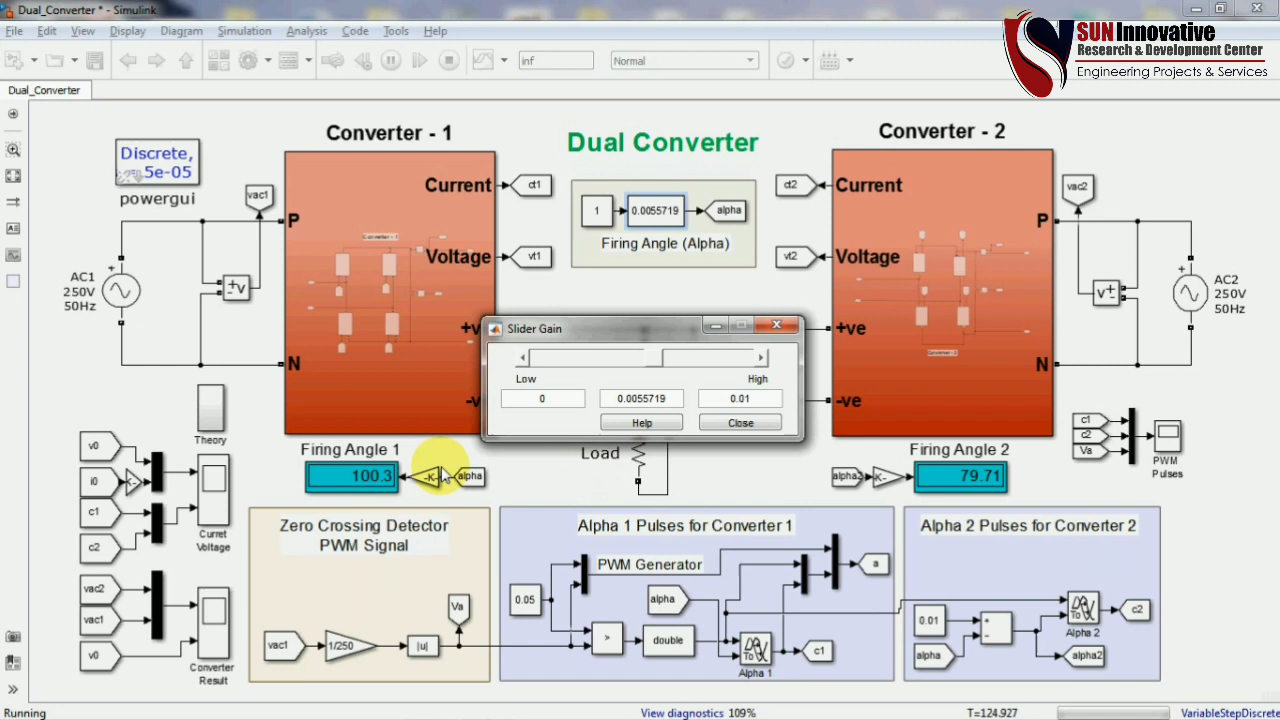 Dual_Converter * - Simulink
SUN Innovative
Research & Development Center
Engineering Projects & Services
File Edit View Display Diagram Simulation Analysis Code Tools Help
inf
Normal
Dual_Converter
Converter - 1
Dual Converter
Converter - 2
Discrete,
5e-05
powergui
vac1
Current
ct1
1
0.0055719
alpha
Firing Angle (Alpha)
ct2
Current
vac2
P
P
Voltage
vt1
vt2
Voltage
AC1
250V
50Hz
+v
v+
AC2
250V
50Hz
Slider Gain
+v
+ve
N
N
Low
High
0
0.0055719
0.01
-v
-ve
Help
Close
Theory
Firing Angle 1
100.3
-K-
alpha
Load
Firing Angle 2
alpha2
-K-
79.71
c1
c2
Va
PWM
Pulses
v0
i0
-K-
c1
c2
Curret
Voltage
vac2
vac1
v0
Converter
Result
Zero Crossing Detector
PWM Signal
Va
vac1
1/250
|u|
Alpha 1 Pulses for Converter 1
PWM Generator
a
0.05
alpha
>
double
To
Alpha 1
c1
Alpha 2 Pulses for Converter 2
0.01
alpha
To
Alpha 2
c2
alpha2
Running
View diagnostics 109%
T=124.927
VariableStepDiscrete